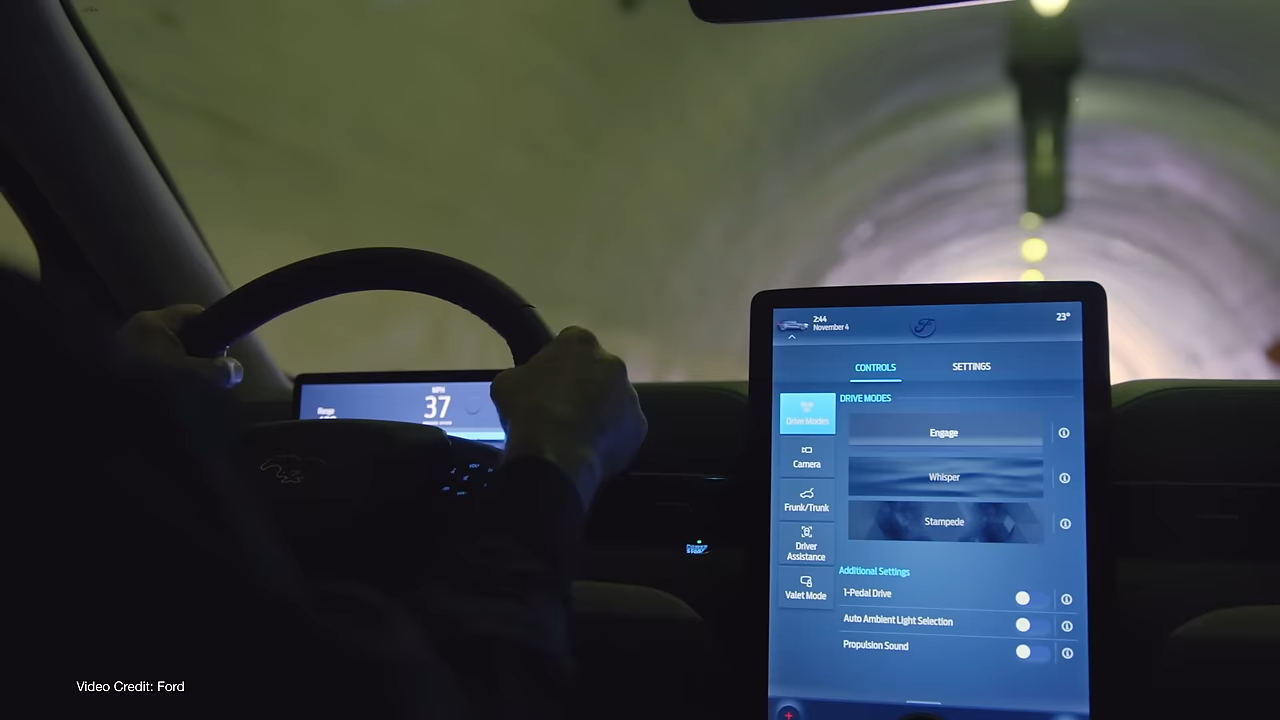 2:44
November 4
23°
CONTROLS
SETTINGS
DRIVE MODES
Drive Modes
Engage
Camera
Whisper
Frunk/Trunk
Stampede
Driver
Assistance
Additional Settings
Valet Mode
1-Pedal Drive
Auto Ambient Light Selection
Propulsion Sound
MPH
37
Range
Video Credit: Ford